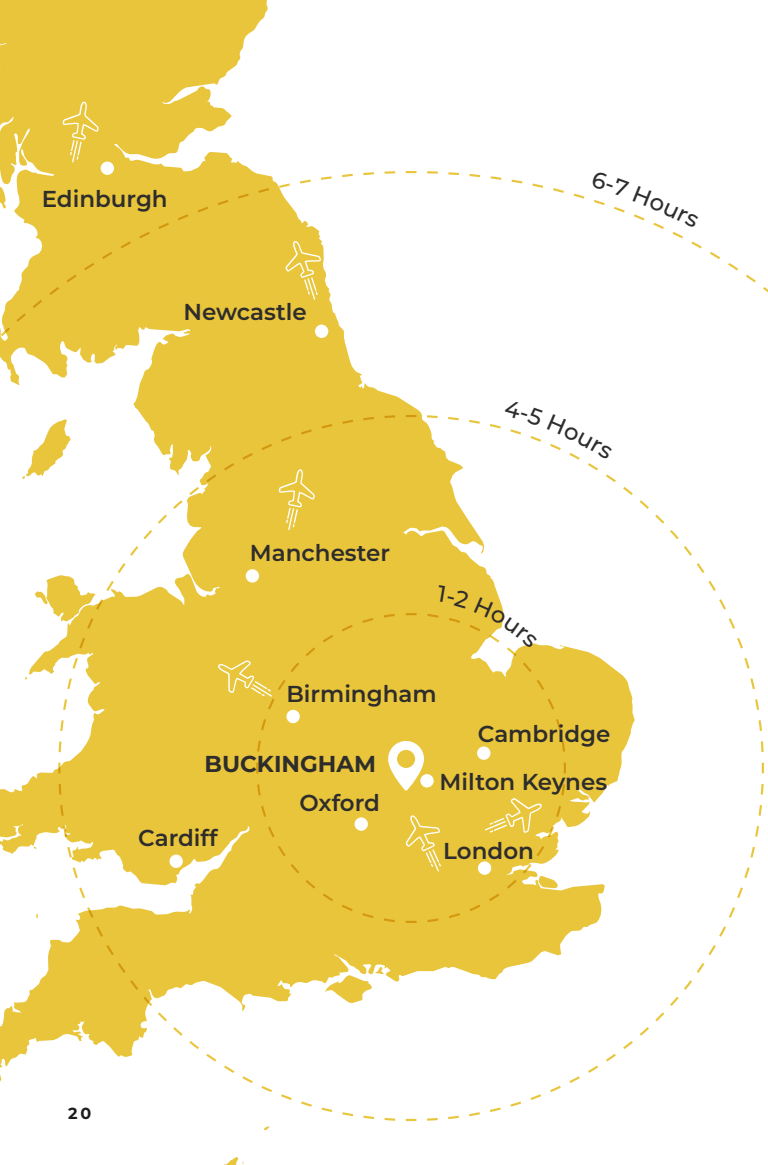 6-7 Hours
Edinburgh
Newcastle
4-5 Hours
Manchester
1-2 Hours
Birmingham
Cambridge
BUCKINGHAM
Milton Keynes
Oxford
Cardiff
London
20